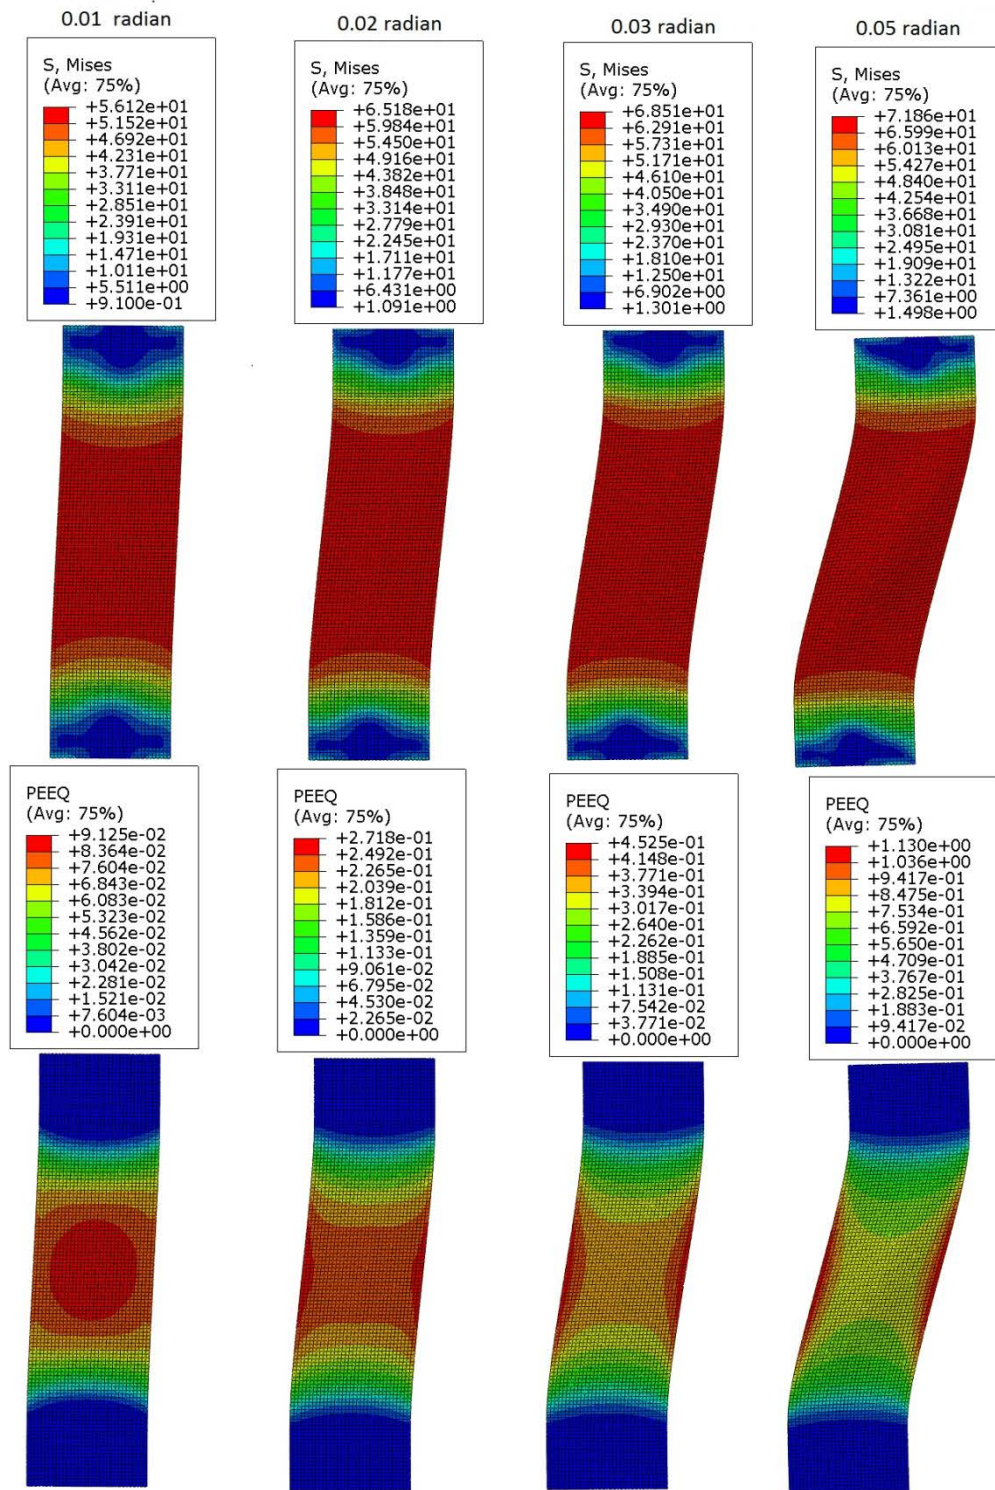 0.01 radian
S, Mises
(Avg: 75%)
+5.612e+01
+5.152e+01
+4.692e+01
+4.231e+01
+3.771e+01
+3.311e+01
+2.851e+01
+2.391e+01
+1.931e+01
+1.471e+01
+1.011e+01
+5.511e+00
+9.100e-01
0.02 radian
S, Mises
(Avg: 75%)
+6.518e+01
+5.984e+01
+5.450e+01
+4.916e+01
+4.382e+01
+3.848e+01
+3.314e+01
+2.779e+01
+2.245e+01
+1.711e+01
+1.177e+01
+6.431e+00
+1.091e+00
0.03 radian
S, Mises
(Avg: 75%)
+6.851e+01
+6.291e+01
+5.731e+01
+5.171e+01
+4.610e+01
+4.050e+01
+3.490e+01
+2.930e+01
+2.370e+01
+1.810e+01
+1.250e+01
+6.902e+00
+1.301e+00
0.05 radian
S, Mises
(Avg: 75%)
+7.186e+01
+6.599e+01
+6.013e+01
+5.427e+01
+4.840e+01
+4.254e+01
+3.668e+01
+3.081e+01
+2.495e+01
+1.909e+01
+1.322e+01
+7.361e+00
+1.498e+00
PEEQ
(Avg: 75%)
+9.125e-02
+8.364e-02
+7.604e-02
+6.843e-02
+6.083e-02
+5.323e-02
+4.562e-02
+3.802e-02
+3.042e-02
+2.281e-02
+1.521e-02
+7.604e-03
+0.000e+00
PEEQ
(Avg: 75%)
+2.718e-01
+2.492e-01
+2.265e-01
+2.039e-01
+1.812e-01
+1.586e-01
+1.359e-01
+1.133e-01
+9.061e-02
+6.795e-02
+4.530e-02
+2.265e-02
+0.000e+00
PEEQ
(Avg: 75%)
+4.525e-01
+4.148e-01
+3.771e-01
+3.394e-01
+3.017e-01
+2.640e-01
+2.262e-01
+1.885e-01
+1.508e-01
+1.131e-01
+7.542e-02
+3.771e-02
+0.000e+00
PEEQ
(Avg: 75%)
+1.130e+00
+1.036e+00
+9.417e-01
+8.475e-01
+7.534e-01
+6.592e-01
+5.650e-01
+4.709e-01
+3.767e-01
+2.825e-01
+1.883e-01
+9.417e-02
+0.000e+00